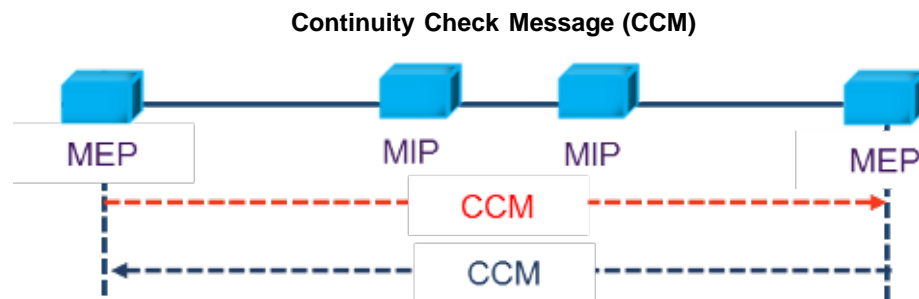 Continuity Check Message (CCM)
MEP
MIP
MIP
MEP
CCM
CCM